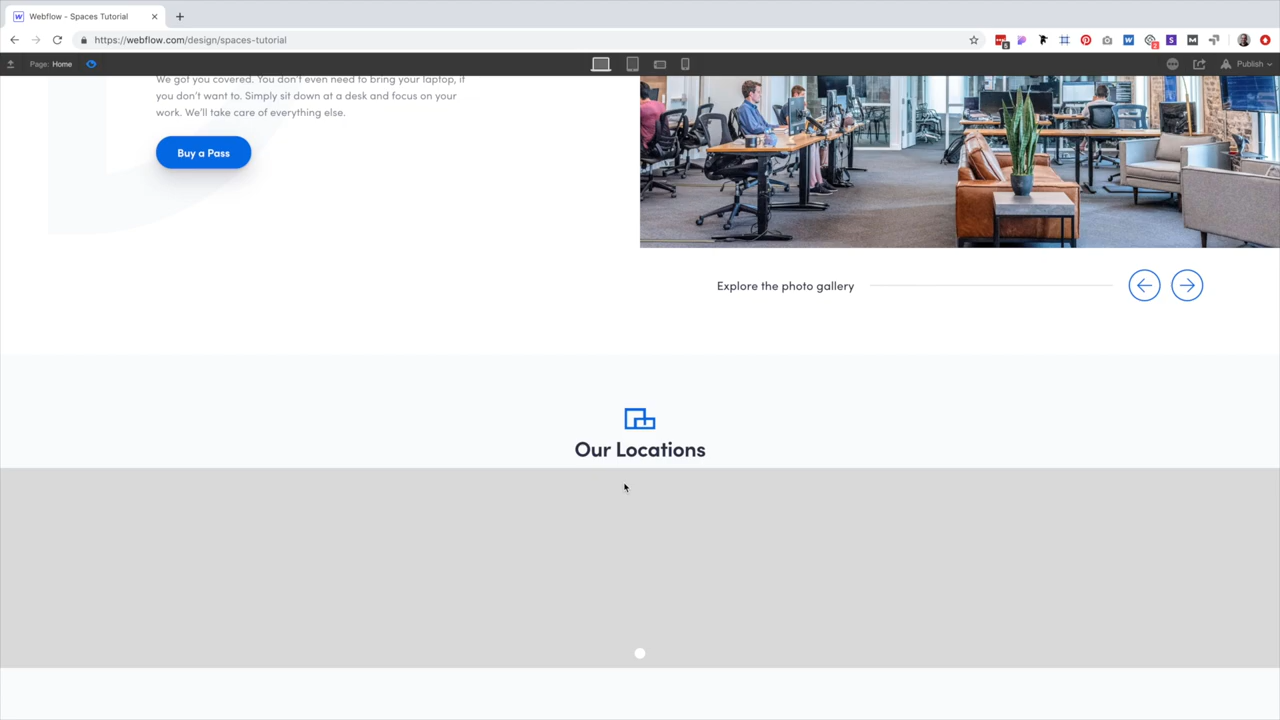 Webflow - Spaces Tutorial
https://webflow.com/design/spaces-tutorial
Page: Home
Publish
We got you covered. You don't even need to bring your laptop, if
you don't want to. Simply sit down at a desk and focus on your
work. We'll take care of everything else.
Buy a Pass
Explore the photo gallery
Our Locations